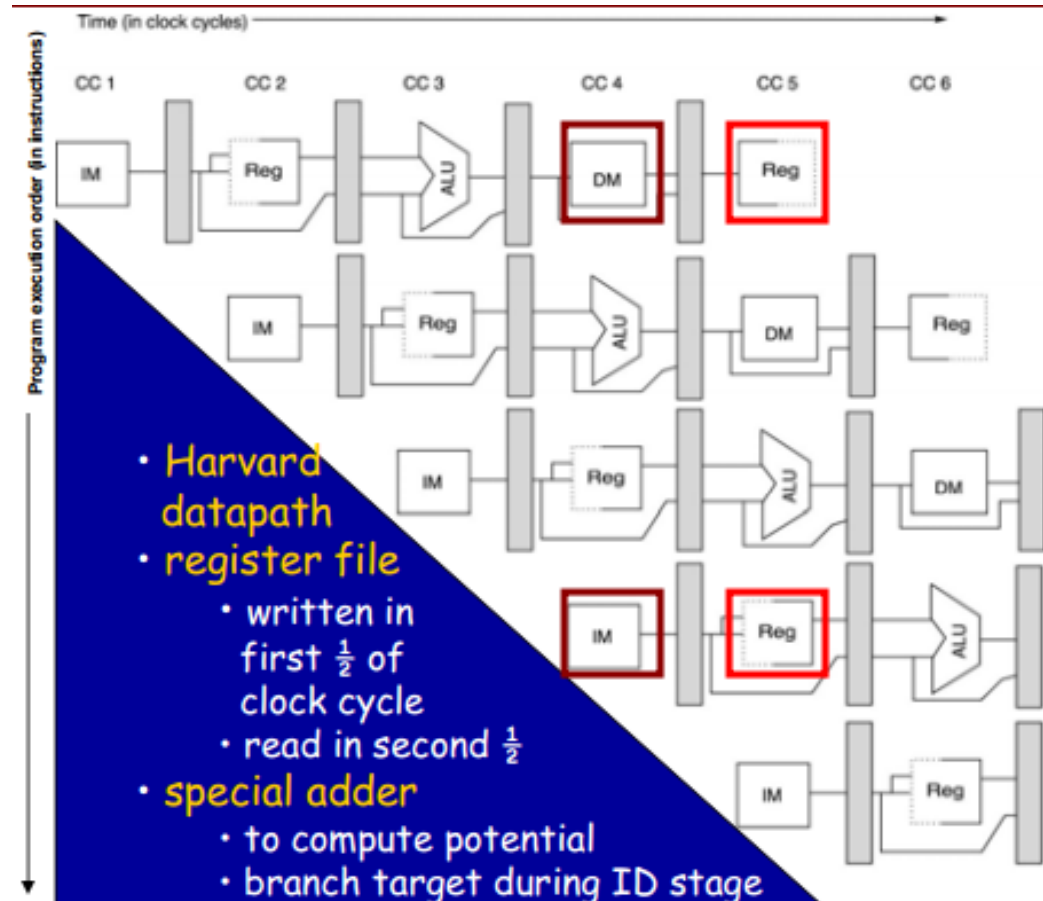 Time (in clock cycles)
Program execution order (in instructions)
CC 1 CC 2 CC 3 CC 4 CC 5 CC 6
IM Reg ALU DM Reg
IM Reg ALU DM Reg
IM Reg ALU DM
IM Reg ALU
IM Reg
• Harvard
datapath
• register file
• written in
first ½ of
clock cycle
• read in second ½
• special adder
• to compute potential
• branch target during ID stage